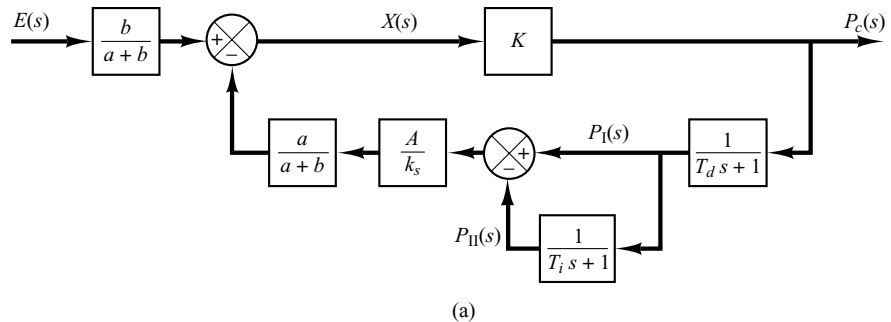 E(s)
b
a + b
+
−
X(s)
K
P_c(s)
a
a + b
A
k_s
+
−
P_I(s)
1
T_d s + 1
P_II(s)
1
T_i s + 1
(a)